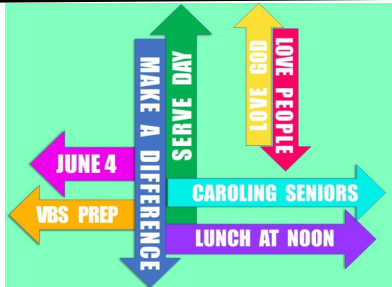 MAKE A DIFFERENCE
SERVE DAY
LOVE GOD
LOVE PEOPLE
JUNE 4
VBS PREP
CAROLING SENIORS
LUNCH AT NOON